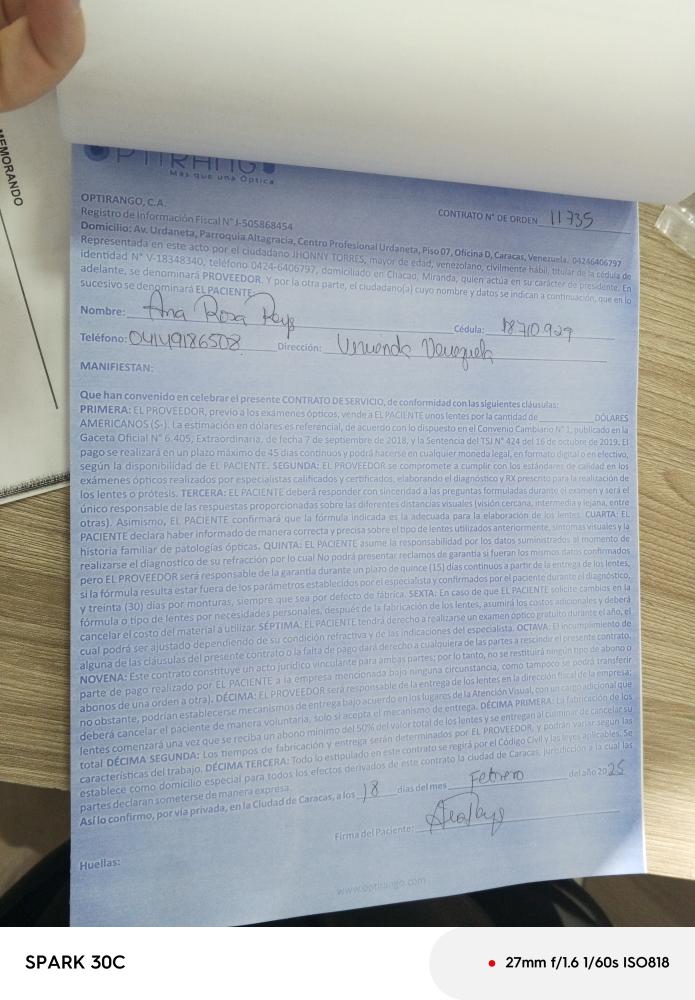 MEMORANDO
OPTIRANGO
Más que una Óptica
OPTIRANGO, C.A.
CONTRATO N° DE ORDEN 11735
Registro de Información Fiscal N° J-505868454
Domicilio: Av. Urdaneta, Parroquia Altagracia, Centro Profesional Urdaneta, Piso 07, Oficina D, Caracas, Venezuela. 04246406797
Representada en este acto por el ciudadano JHONNY TORRES, mayor de edad, venezolano, civilmente hábil, titular de la cédula de
identidad N° V-18348340, teléfono 0424-6406797, domiciliado en Chacao, Miranda, quien actúa en su carácter de presidente. En
adelante, se denominará PROVEEDOR. Y por la otra parte, el ciudadano(a) cuyo nombre y datos se indican a continuación, que en lo
sucesivo se denominará EL PACIENTE:
Nombre: Ana Rosa Cédula: 18710929
Teléfono: 04149186508 Dirección:
MANIFIESTAN:
Que han convenido en celebrar el presente CONTRATO DE SERVICIO, de conformidad con las siguientes cláusulas:
PRIMERA: EL PROVEEDOR, previo a los exámenes ópticos, vende a EL PACIENTE unos lentes por la cantidad de DÓLARES
AMERICANOS ($-). La estimación en dólares es referencial, de acuerdo con lo dispuesto en el Convenio Cambiario N° 1, publicado en la
Gaceta Oficial N° 6.405, Extraordinaria, de fecha 7 de septiembre de 2018, y la Sentencia del TSJ N° 424 del 16 de octubre de 2019. El
pago se realizará en un plazo máximo de 45 días continuos y podrá hacerse en cualquier moneda legal, en formato digital o en efectivo,
según la disponibilidad de EL PACIENTE. SEGUNDA: EL PROVEEDOR se compromete a cumplir con los estándares de calidad en los
exámenes ópticos realizados por especialistas calificados y certificados, elaborando el diagnóstico y RX prescrito para la realización de
los lentes o prótesis. TERCERA: EL PACIENTE deberá responder con sinceridad a las preguntas formuladas durante el examen y será el
único responsable de las respuestas proporcionadas sobre las diferentes distancias visuales (visión cercana, intermedia y lejana, entre
otras). Asimismo, EL PACIENTE confirmará que la fórmula indicada es la adecuada para la elaboración de los lentes. CUARTA: EL
PACIENTE declara haber informado de manera correcta y precisa sobre el tipo de lentes utilizados anteriormente, síntomas visuales y la
historia familiar de patologías ópticas. QUINTA: EL PACIENTE asume la responsabilidad por los datos suministrados al momento de
realizarse el diagnostico de su refracción por lo cual No podrá presentar reclamos de garantía si fueran los mismos datos confirmados
pero EL PROVEEDOR será responsable de la garantía durante un plazo de quince (15) días continuos a partir de la entrega de los lentes,
si la fórmula resulta estar fuera de los parámetros establecidos por el especialista y confirmados por el paciente durante el diagnóstico,
y treinta (30) días por monturas, siempre que sea por defecto de fábrica. SEXTA: En caso de que EL PACIENTE solicite cambios en la
fórmula o tipo de lentes por necesidades personales, después de la fabricación de los lentes, asumirá los costos adicionales y deberá
cancelar el costo del material a utilizar. SÉPTIMA: EL PACIENTE tendrá derecho a realizarse un examen óptico gratuito durante el año, el
cual podrá ser ajustado dependiendo de su condición refractiva y de las indicaciones del especialista. OCTAVA: El incumplimiento de
alguna de las cláusulas del presente contrato o la falta de pago dará derecho a cualquiera de las partes a rescindir el presente contrato.
NOVENA: Este contrato constituye un acto jurídico vinculante para ambas partes; por lo tanto, no se restituirá ningún tipo de abono o
parte de pago realizado por EL PACIENTE a la empresa mencionada bajo ninguna circunstancia, como tampoco se podrá transferir
abonos de una orden a otra). DÉCIMA: EL PROVEEDOR será responsable de la entrega de los lentes en la dirección fiscal de la empresa;
no obstante, podrían establecerse mecanismos de entrega bajo acuerdo en los lugares de la Atención Visual, con un cargo adicional que
deberá cancelar el paciente de manera voluntaria, solo si acepta el mecanismo de entrega. DÉCIMA PRIMERA: La fabricación de los
lentes comenzará una vez que se reciba un abono mínimo del 50% del valor total de los lentes y se entregan al culminar de cancelar su
total DÉCIMA SEGUNDA: Los tiempos de fabricación y entrega serán determinados por EL PROVEEDOR, y podrán variar según las
características del trabajo. DÉCIMA TERCERA: Todo lo estipulado en este contrato se regirá por el Código Civil y las leyes aplicables. Se
establece como domicilio especial para todos los efectos derivados de este contrato la ciudad de Caracas, jurisdicción a la cual las
partes declaran someterse de manera expresa.
Así lo confirmo, por vía privada, en la Ciudad de Caracas, a los 18 días del mes Febrero del año 2025
Firma del Paciente:
Huellas:
www.optirango.com
SPARK 30C
27mm f/1.6 1/60s ISO818